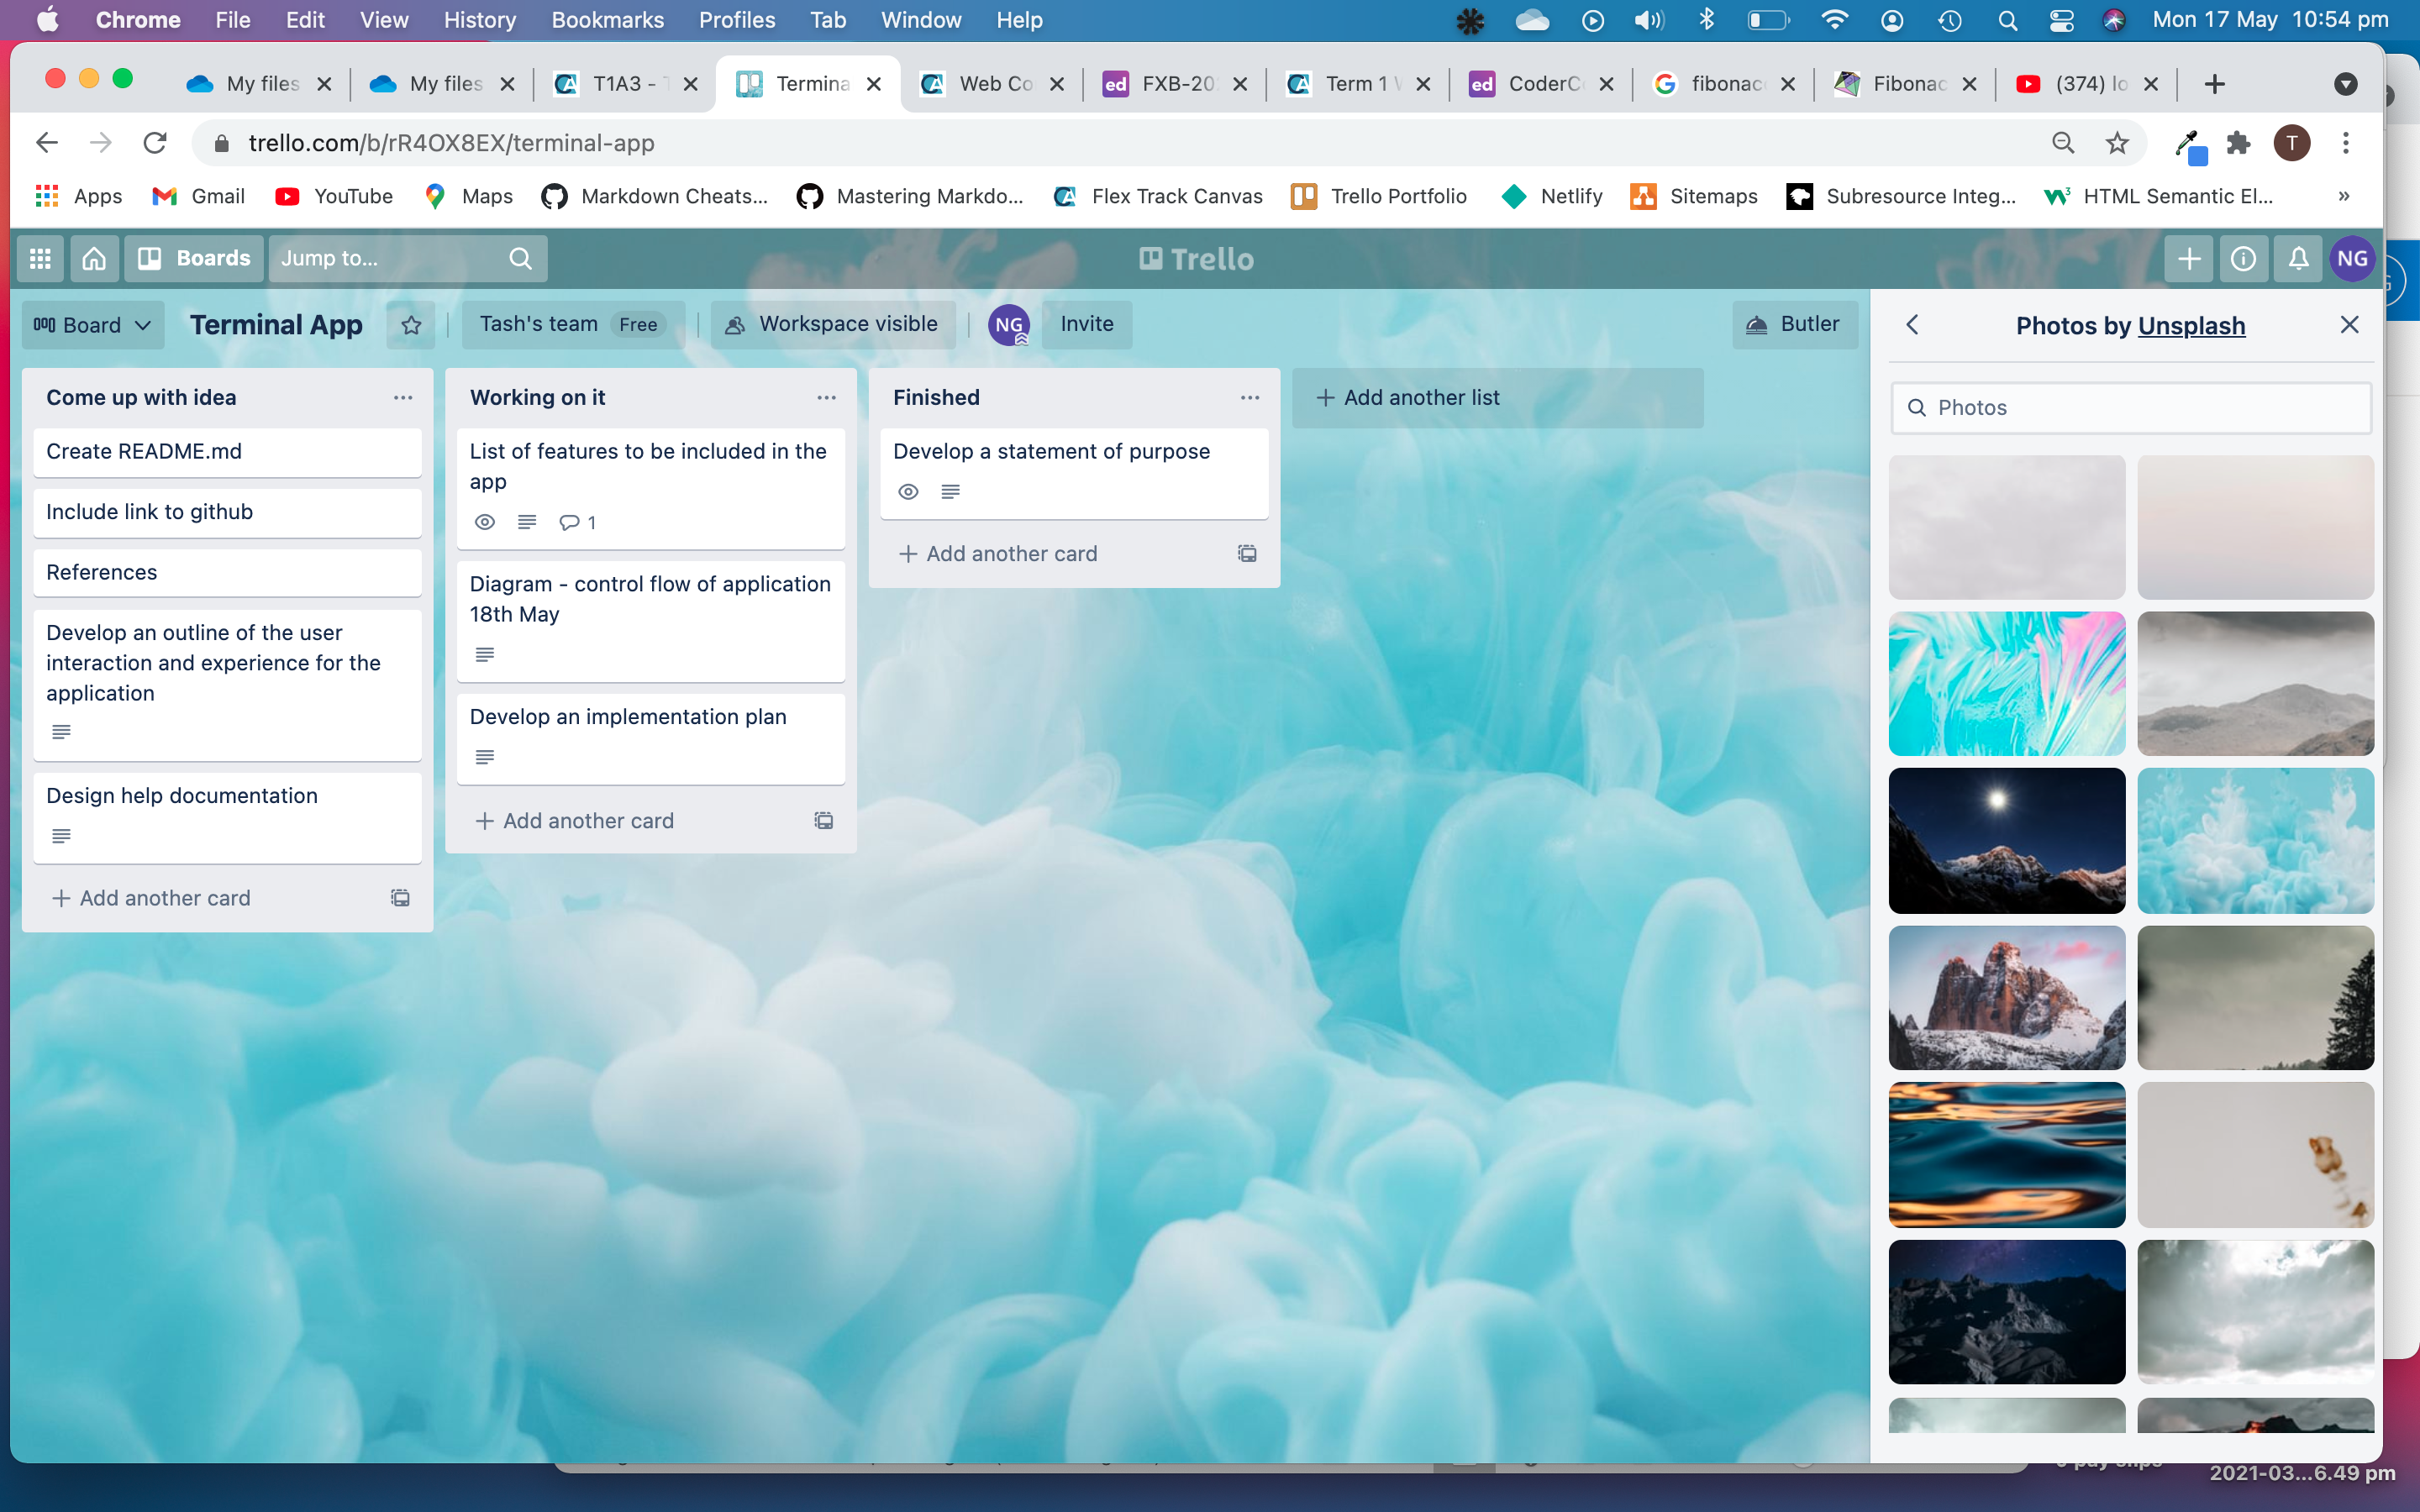 Chrome File Edit View History Bookmarks Profiles Tab Window Help Mon 17 May 10:54 pm
My files My files T1A3 - Termina Web Co FXB-20 Term 1 CoderC fibonac Fibonac (374) lo
trello.com/b/rR4OX8EX/terminal-app T
Apps Gmail YouTube Maps Markdown Cheats... Mastering Markdo... Flex Track Canvas Trello Portfolio Netlify Sitemaps Subresource Integ... HTML Semantic El... »
Boards Jump to... Trello NG
Board Terminal App Tash's team Free Workspace visible NG Invite Butler
Photos by Unsplash
Photos
Come up with idea
Create README.md
Include link to github
References
Develop an outline of the user
interaction and experience for the
application
Design help documentation
+ Add another card
Working on it
List of features to be included in the
app
1
Diagram - control flow of application
18th May
Develop an implementation plan
+ Add another card
Finished
Develop a statement of purpose
+ Add another card
+ Add another list
2021-03...6.49 pm